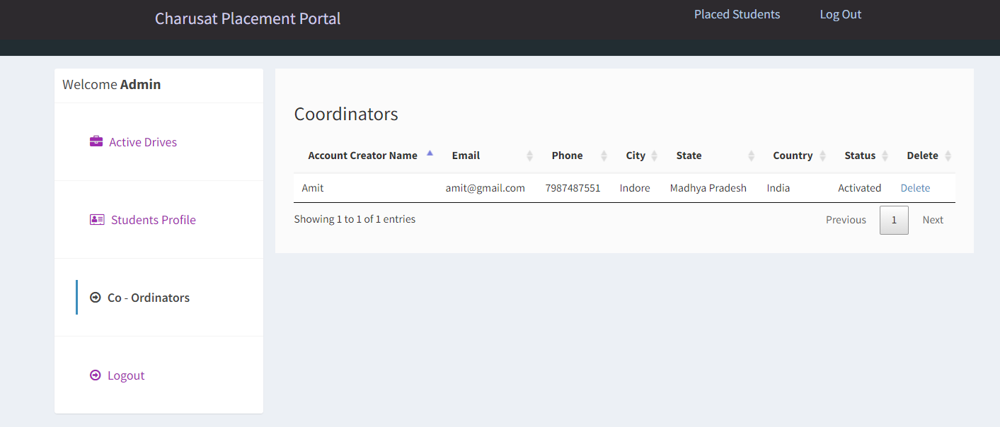 Charusat Placement Portal Placed Students Log Out
Welcome Admin
Active Drives
Students Profile
Co - Ordinators
Logout
Coordinators
Account Creator Name Email Phone City State Country Status Delete
Amit amit@gmail.com 7987487551 Indore Madhya Pradesh India Activated Delete
Showing 1 to 1 of 1 entries Previous 1 Next